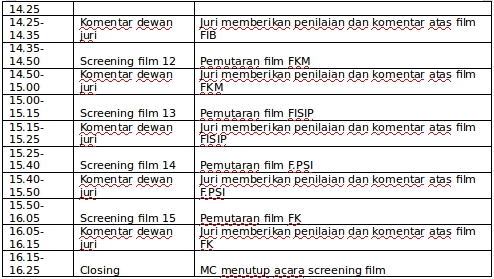 14.25
14.25-
14.35
Komentar dewan
juri
Juri memberikan penilaian dan komentar atas film
FIB
14.35-
14.50
Screening film 12
Pemutaran film FKM
14.50-
15.00
Komentar dewan
juri
Juri memberikan penilaian dan komentar atas film
FKM
15.00-
15.15
Screening film 13
Pemutaran film FISIP
15.15-
15.25
Komentar dewan
juri
Juri memberikan penilaian dan komentar atas film
FISIP
15.25-
15.40
Screening film 14
Pemutaran film F.PSI
15.40-
15.50
Komentar dewan
juri
Juri memberikan penilaian dan komentar atas film
F.PSI
15.50-
16.05
Screening film 15
Pemutaran film FK
16.05-
16.15
Komentar dewan
juri
Juri memberikan penilaian dan komentar atas film
FK
16.15-
16.25
Closing
MC menutup acara screening film